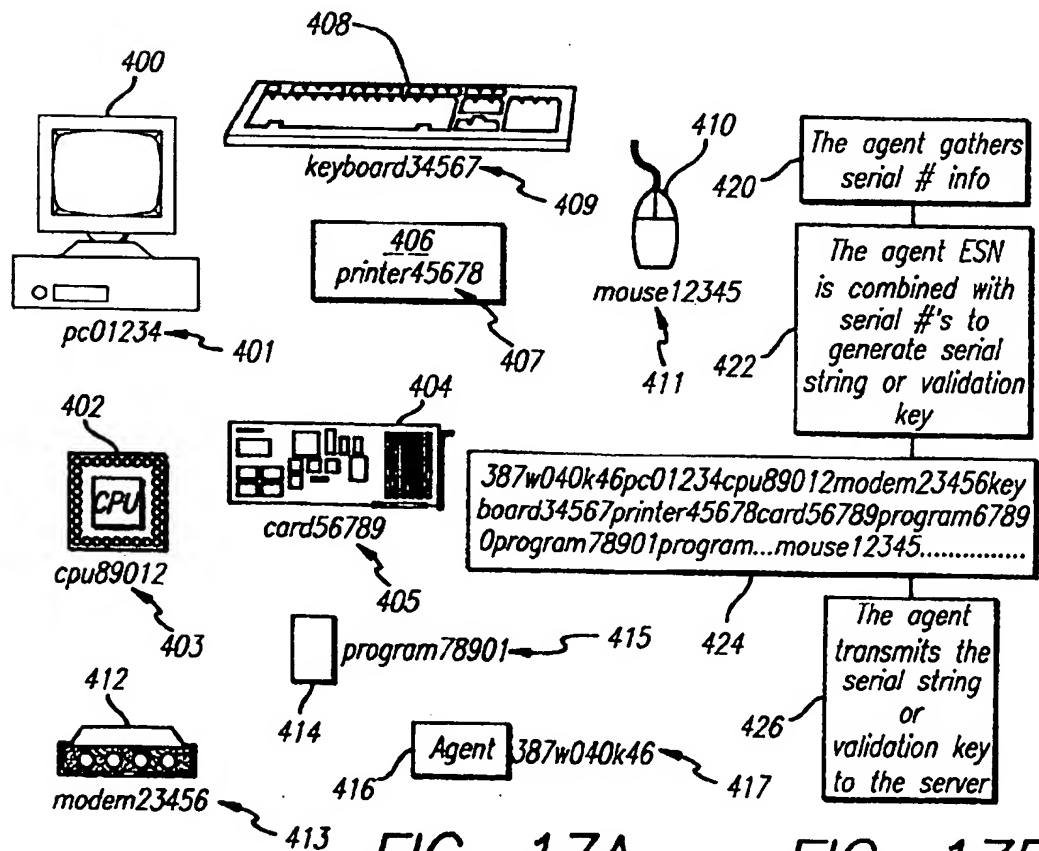 400
408
keyboard34567
409
410
The agent gathers
serial # info
420
406
printer45678
407
mouse12345
411
pc01234
401
The agent ESN
is combined with
serial #'s to
generate serial
string or validation
key
422
402
CPU
cpu89012
403
404
card56789
405
387w040k46pc01234cpu89012modem23456key
board34567printer45678card56789program6789
0program78901program...mouse12345...............
424
program78901
415
414
The agent
transmits the
serial string
or
validation key
to the server
426
412
modem23456
413
Agent
387w040k46
416
417
FIG. 17A